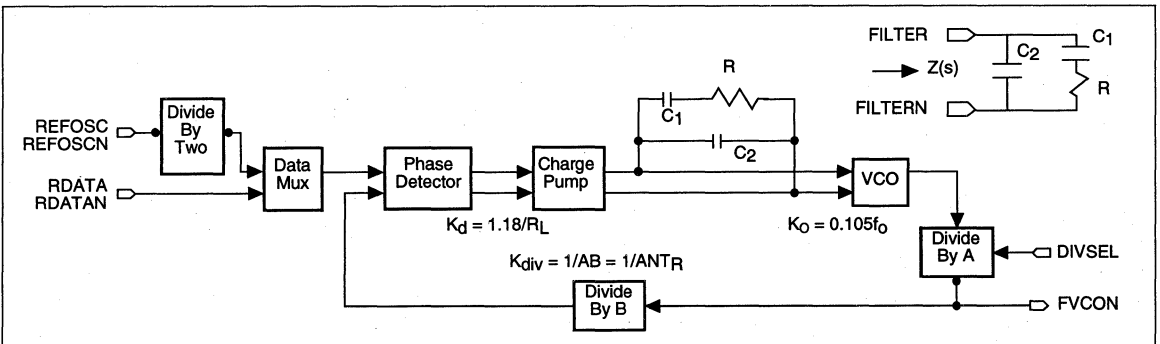 FILTER
C2
C1
Z(s)
R
FILTERN
R
C1
C2
Divide
By
Two
REFOSC
REFOSCN
RDATA
RDATAN
Data
Mux
Phase
Detector
Charge
Pump
VCO
Kd = 1.18/RL
KO = 0.105fo
Divide
By A
DIVSEL
Kdiv = 1/AB = 1/ANTR
Divide
By B
FVCON